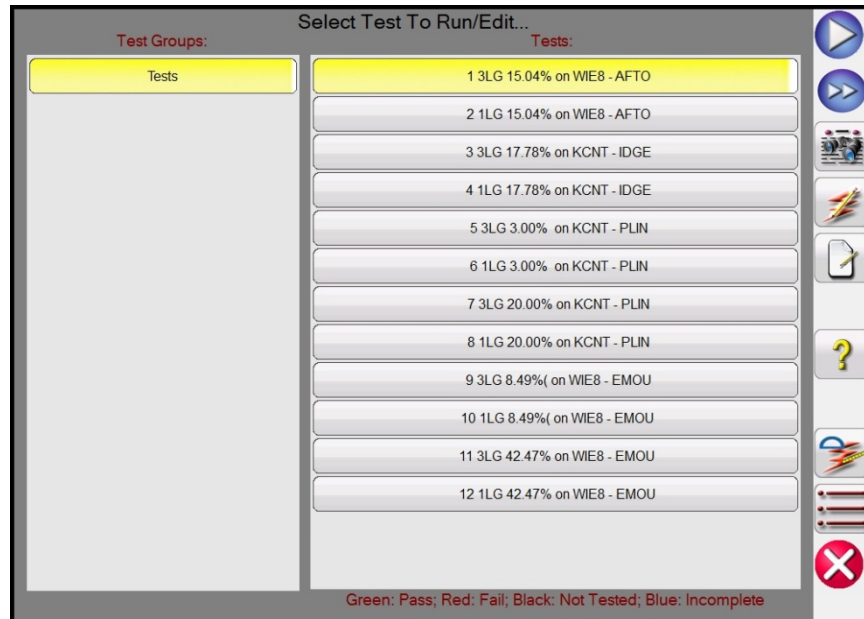 Select Test To Run/Edit...
Test Groups:
Tests:
Tests
1 3LG 15.04% on WIE8 - AFTO
2 1LG 15.04% on WIE8 - AFTO
3 3LG 17.78% on KCNT - IDGE
4 1LG 17.78% on KCNT - IDGE
5 3LG 3.00% on KCNT - PLIN
6 1LG 3.00% on KCNT - PLIN
7 3LG 20.00% on KCNT - PLIN
8 1LG 20.00% on KCNT - PLIN
9 3LG 8.49%( on WIE8 - EMOU
10 1LG 8.49%( on WIE8 - EMOU
11 3LG 42.47% on WIE8 - EMOU
12 1LG 42.47% on WIE8 - EMOU
Green: Pass; Red: Fail; Black: Not Tested; Blue: Incomplete